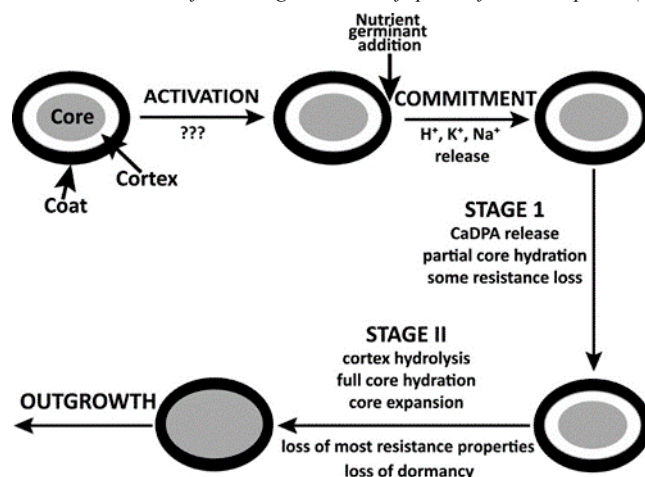 Nutrient
germinant
addition
ACTIVATION
???
COMMITMENT
H⁺, K⁺, Na⁺
release
Core
Cortex
Coat
STAGE 1
CaDPA release
partial core hydration
some resistance loss
STAGE II
cortex hydrolysis
full core hydration
core expansion
loss of most resistance properties
loss of dormancy
OUTGROWTH